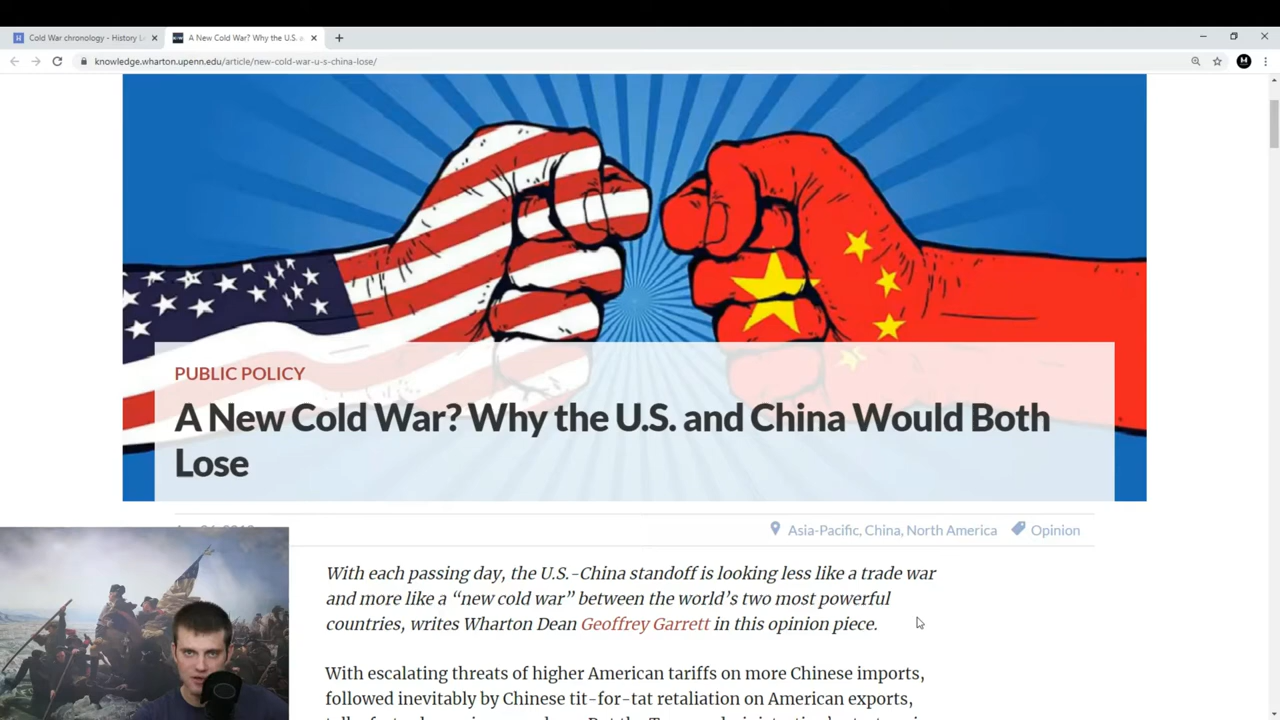 Cold War chronology - History L
A New Cold War? Why the U.S. a
knowledge.wharton.upenn.edu/article/new-cold-war-u-s-china-lose/
PUBLIC POLICY
A New Cold War? Why the U.S. and China Would Both
Lose
Asia-Pacific, China, North America
Opinion
With each passing day, the U.S.-China standoff is looking less like a trade war
and more like a “new cold war” between the world’s two most powerful
countries, writes Wharton Dean Geoffrey Garrett in this opinion piece.
With escalating threats of higher American tariffs on more Chinese imports,
followed inevitably by Chinese tit-for-tat retaliation on American exports,